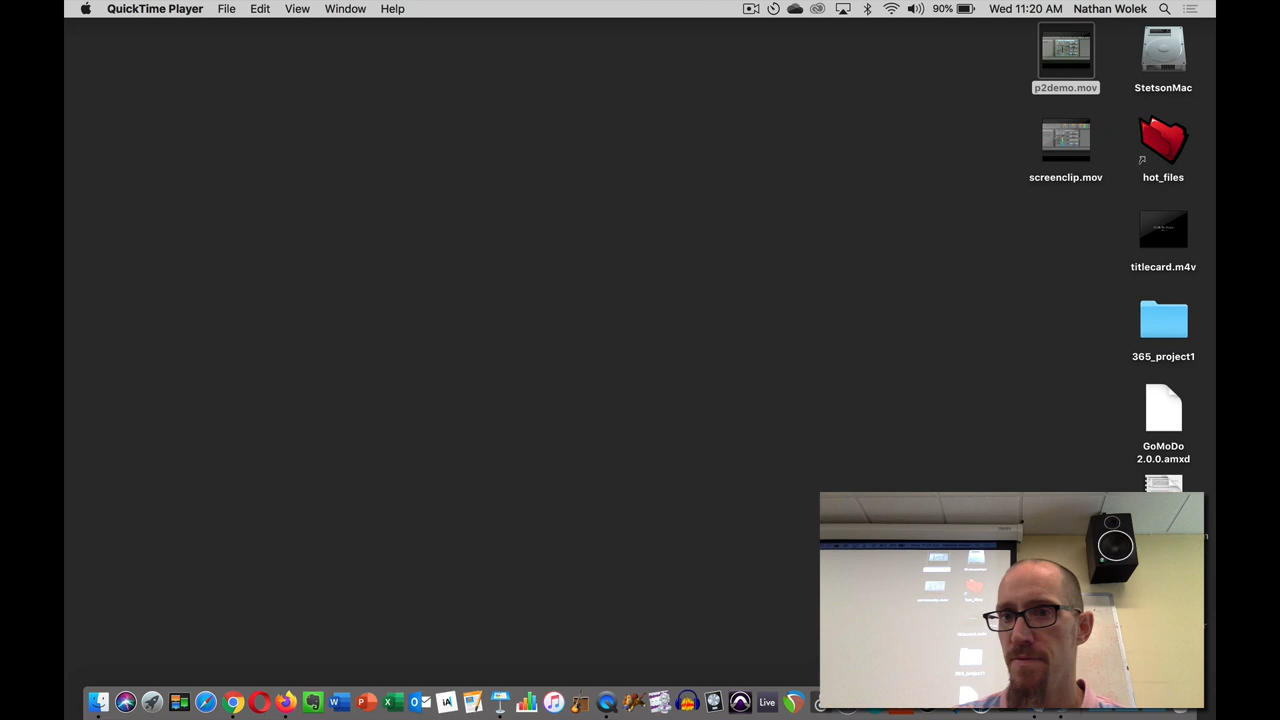 QuickTime Player File Edit View Window Help 90% Wed 11:20 AM Nathan Wolek
p2demo.mov
StetsonMac
screenclip.mov
hot_files
titlecard.m4v
365_project1
GoMoDo
2.0.0.amxd
Live